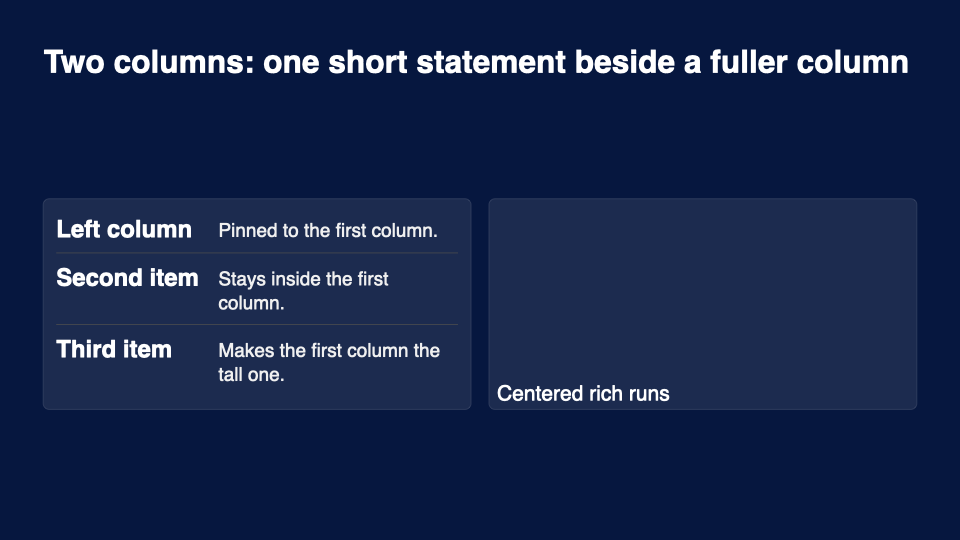 Two columns: one short statement beside a fuller column
Left column
Pinned to the first column.
Second item
Stays inside the first
column.
Third item
Makes the first column the
tall one.
Centered rich runs